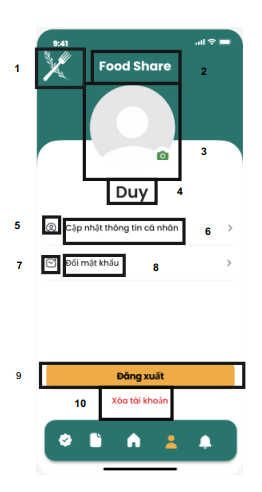 9:41
1
Food Share
2
3
Duy
4
5
Cập nhật thông tin cá nhân
6
7
Đổi mật khẩu
8
9
Đăng xuất
10
Xóa tài khoản